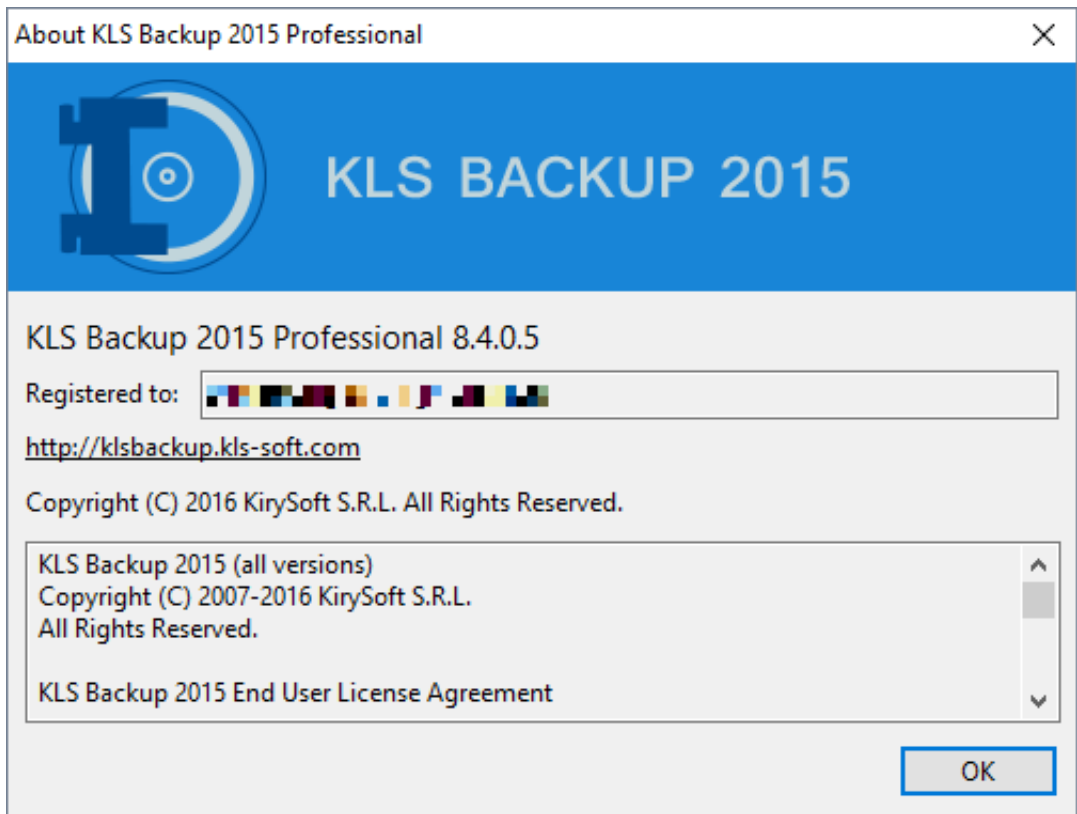 About KLS Backup 2015 Professional
KLS BACKUP 2015
KLS Backup 2015 Professional 8.4.0.5
Registered to:
http://klsbackup.kls-soft.com
Copyright (C) 2016 KirySoft S.R.L. All Rights Reserved.
KLS Backup 2015 (all versions)
Copyright (C) 2007-2016 KirySoft S.R.L.
All Rights Reserved.
KLS Backup 2015 End User License Agreement
OK